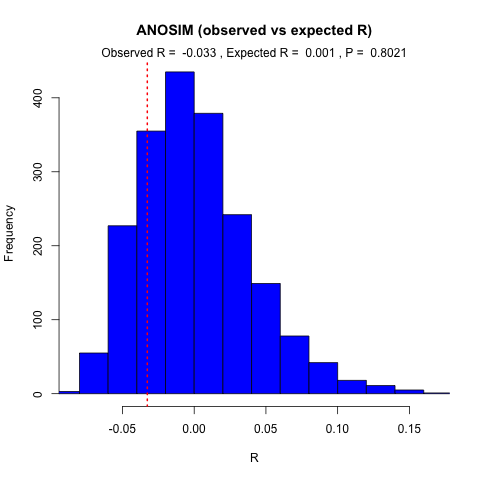 ANOSIM (observed vs expected R)
Observed R =  -0.033 , Expected R =  0.001 , P =  0.8021
400
300
200
100
0
Frequency
-0.05 0.00 0.05 0.10 0.15
R